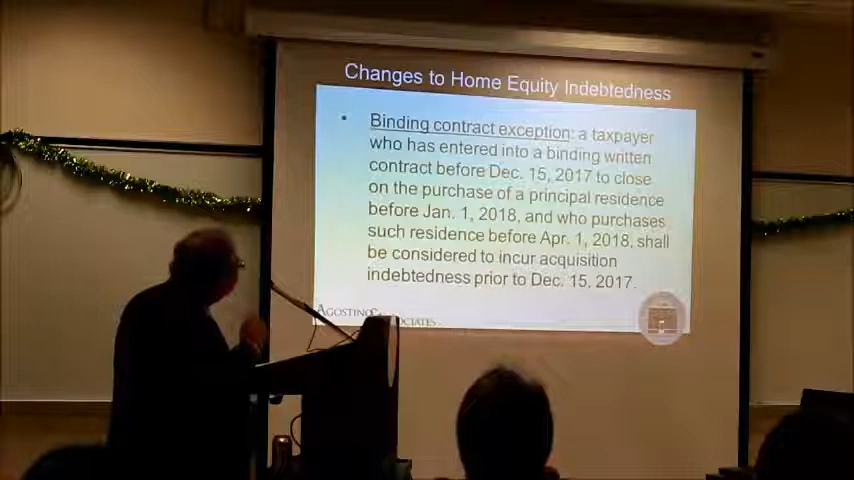 Changes to Home Equity Indebtedness
• Binding contract exception: a taxpayer
who has entered into a binding written
contract before Dec. 15, 2017 to close
on the purchase of a principal residence
before Jan. 1, 2018, and who purchases
such residence before Apr. 1, 2018, shall
be considered to incur acquisition
indebtedness prior to Dec. 15, 2017.
AGOSTINO